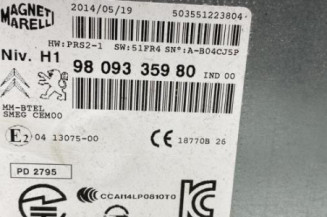 MAGNETI
MARELLI
2014/05/19
503551223804
HW:PRS2-1 SW:51FR4 SN°:A-B04CJ5P
Niv. H1
98 093 359 80 IND 00
MM-BTEL
SMEG CEM00
E2 04 13075-00
CE 18770B 26
PD 2795
CCAI14LP0810T0